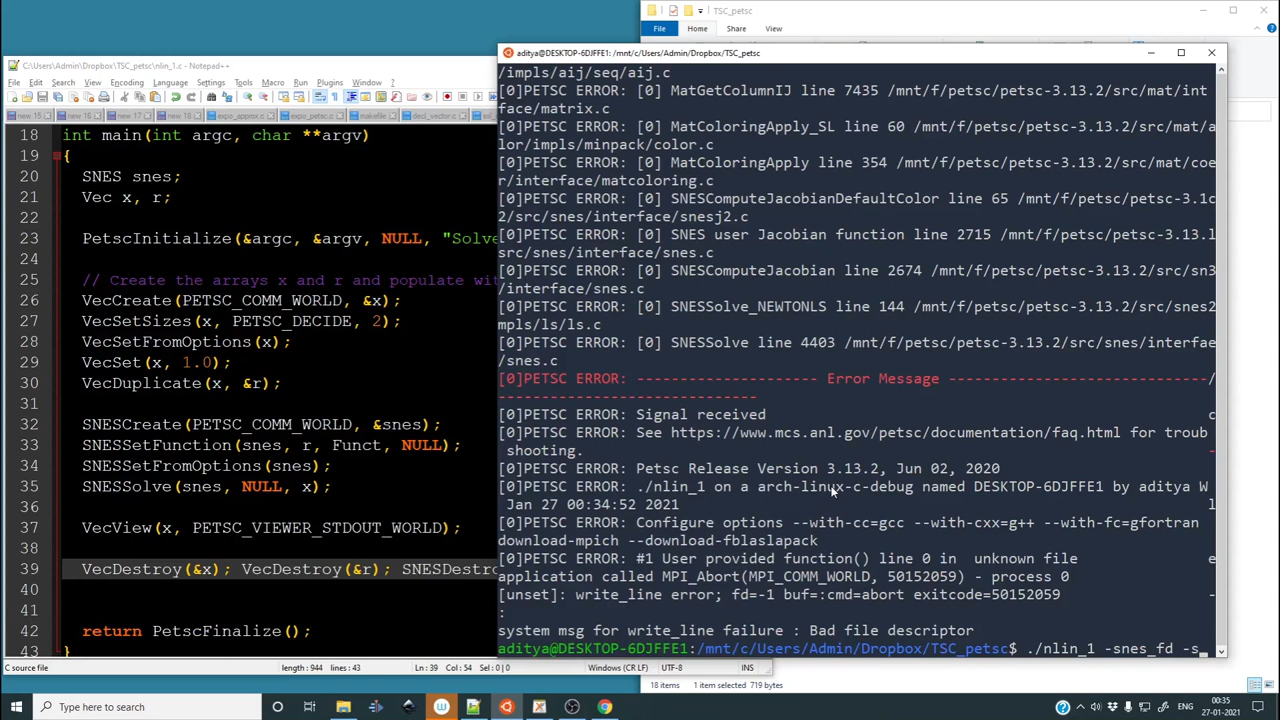 TSC_petsc
File
Home
Share
View
C:\Users\Admin\Dropbox\TSC_petsc\nlin_1.c - Notepad++
File Edit Search View Encoding Language Settings Tools Macro Run Plugins Window ?
new 15 new 16 new 17 new 18 expo_approx.c expo_petsc.c makefile decl_vector.c
18 int main(int argc, char **argv)
19 {
20 SNES snes;
21 Vec x, r;
22
23 PetscInitialize(&argc, &argv, NULL, "Solve
24
25 // Create the arrays x and r and populate wit
26 VecCreate(PETSC_COMM_WORLD, &x);
27 VecSetSizes(x, PETSC_DECIDE, 2);
28 VecSetFromOptions(x);
29 VecSet(x, 1.0);
30 VecDuplicate(x, &r);
31
32 SNESCreate(PETSC_COMM_WORLD, &snes);
33 SNESSetFunction(snes, r, Funct, NULL);
34 SNESSetFromOptions(snes);
35 SNESSolve(snes, NULL, x);
36
37 VecView(x, PETSC_VIEWER_STDOUT_WORLD);
38
39 VecDestroy(&x); VecDestroy(&r); SNESDestro
40
41
42 return PetscFinalize();
43 }
C source file
length : 944 lines : 43
Ln : 39 Col : 54 Sel : 0 | 0
Windows (CR LF)
UTF-8
INS
aditya@DESKTOP-6DJFFE1: /mnt/c/Users/Admin/Dropbox/TSC_petsc
/impls/aij/seq/aij.c
[0]PETSC ERROR: [0] MatGetColumnIJ line 7435 /mnt/f/petsc/petsc-3.13.2/src/mat/int
face/matrix.c
[0]PETSC ERROR: [0] MatColoringApply_SL line 60 /mnt/f/petsc/petsc-3.13.2/src/mat/a
lor/impls/minpack/color.c
[0]PETSC ERROR: [0] MatColoringApply line 354 /mnt/f/petsc/petsc-3.13.2/src/mat/coe
r/interface/matcoloring.c
[0]PETSC ERROR: [0] SNESComputeJacobianDefaultColor line 65 /mnt/f/petsc/petsc-3.1c
2/src/snes/interface/snesj2.c
[0]PETSC ERROR: [0] SNES user Jacobian function line 2715 /mnt/f/petsc/petsc-3.13.l
src/snes/interface/snes.c
[0]PETSC ERROR: [0] SNESComputeJacobian line 2674 /mnt/f/petsc/petsc-3.13.2/src/sn3
/interface/snes.c
[0]PETSC ERROR: [0] SNESSolve_NEWTONLS line 144 /mnt/f/petsc/petsc-3.13.2/src/snes2
mpls/ls/ls.c
[0]PETSC ERROR: [0] SNESSolve line 4403 /mnt/f/petsc/petsc-3.13.2/src/snes/interfae
/snes.c
[0]PETSC ERROR: --------------------- Error Message ------------------------------/
------------------------------
[0]PETSC ERROR: Signal received c
[0]PETSC ERROR: See https://www.mcs.anl.gov/petsc/documentation/faq.html for troub
shooting. -
[0]PETSC ERROR: Petsc Release Version 3.13.2, Jun 02, 2020
[0]PETSC ERROR: ./nlin_1 on a arch-linux-c-debug named DESKTOP-6DJFFE1 by aditya W
Jan 27 00:34:52 2021 l
[0]PETSC ERROR: Configure options --with-cc=gcc --with-cxx=g++ --with-fc=gfortran
download-mpich --download-fblaslapack
[0]PETSC ERROR: #1 User provided function() line 0 in unknown file e
application called MPI_Abort(MPI_COMM_WORLD, 50152059) - process 0
[unset]: write_line error; fd=-1 buf=:cmd=abort exitcode=50152059 -
:
system msg for write_line failure : Bad file descriptor
aditya@DESKTOP-6DJFFE1:/mnt/c/Users/Admin/Dropbox/TSC_petsc$ ./nlin_1 -snes_fd -s_
18 items
1 item selected 719 bytes
Type here to search
ENG
00:35
27-01-2021